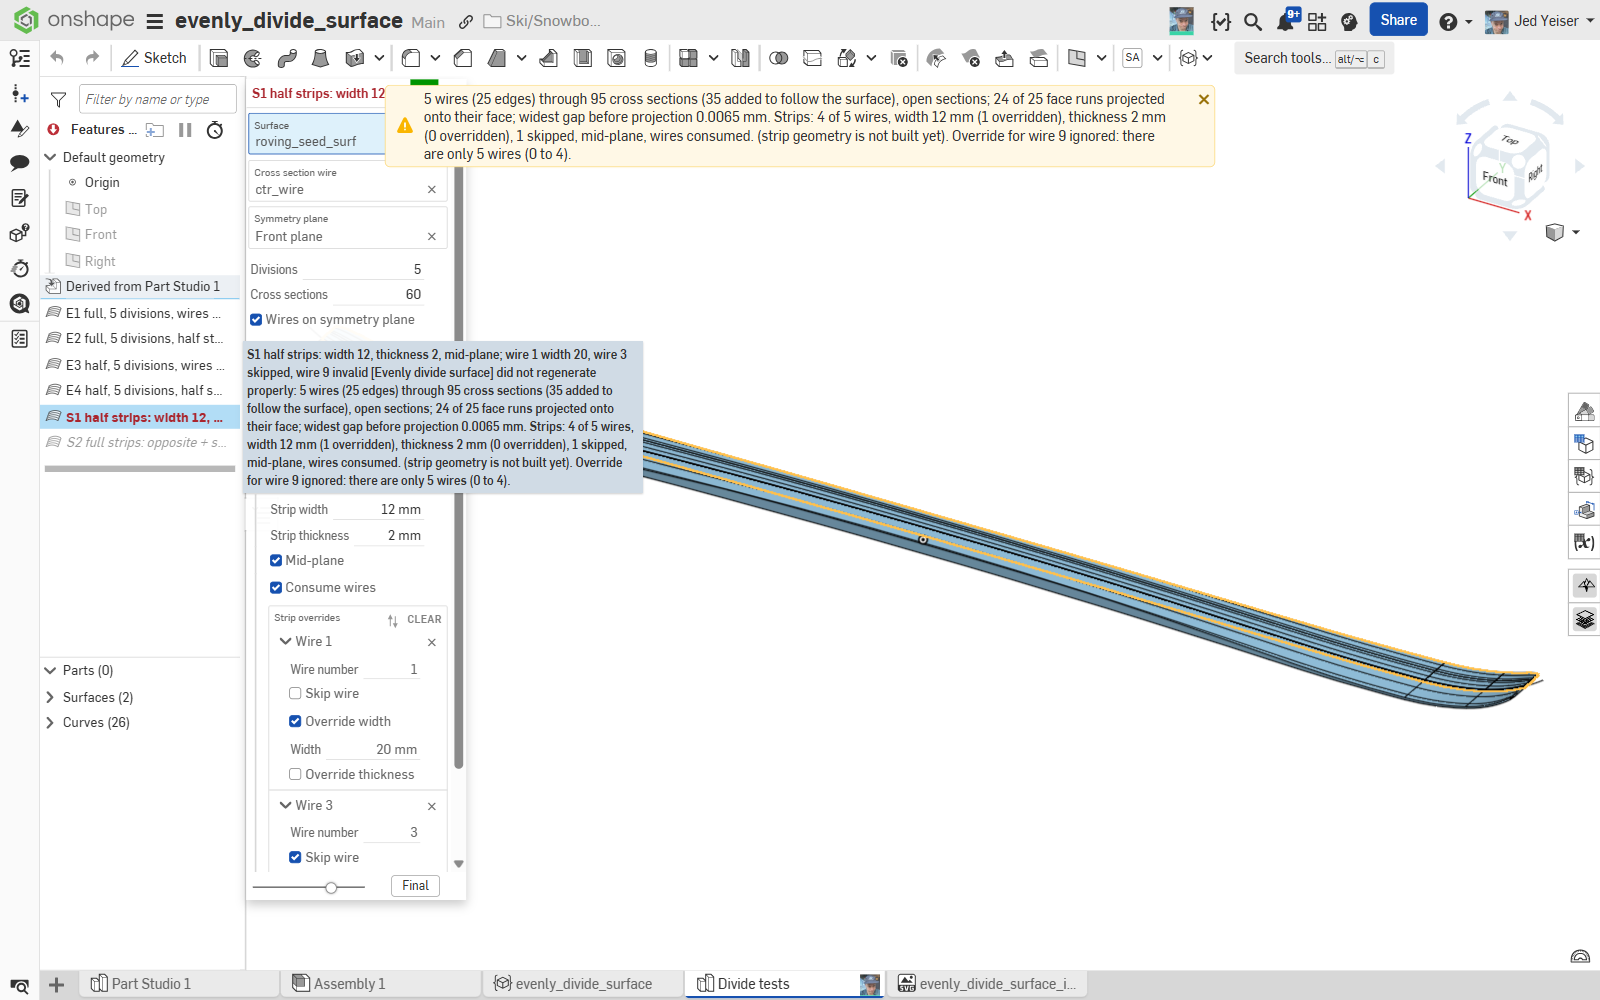 onshape
evenly_divide_surface Main
Ski/Snowbo...
9+
Share
Jed Yeiser
Sketch
SA
Search tools... alt/⌥ c
Filter by name or type
Features ...
Default geometry
Origin
Top
Front
Right
Derived from Part Studio 1
E1 full, 5 divisions, wires ...
E2 full, 5 divisions, half st...
E3 half, 5 divisions, wires ...
E4 half, 5 divisions, half s...
S1 half strips: width 12, ...
S2 full strips: opposite + s...
Parts (0)
Surfaces (2)
Curves (26)
S1 half strips: width 12
Surface
roving_seed_surf
Cross section wire
ctr_wire
Symmetry plane
Front plane
Divisions 5
Cross sections 60
Wires on symmetry plane
5 wires (25 edges) through 95 cross sections (35 added to follow the surface), open sections; 24 of 25 face runs projected
onto their face; widest gap before projection 0.0065 mm. Strips: 4 of 5 wires, width 12 mm (1 overridden), thickness 2 mm
(0 overridden), 1 skipped, mid-plane, wires consumed. (strip geometry is not built yet). Override for wire 9 ignored: there
are only 5 wires (0 to 4).
S1 half strips: width 12, thickness 2, mid-plane; wire 1 width 20, wire 3
skipped, wire 9 invalid [Evenly divide surface] did not regenerate
properly: 5 wires (25 edges) through 95 cross sections (35 added to
follow the surface), open sections; 24 of 25 face runs projected onto
their face; widest gap before projection 0.0065 mm. Strips: 4 of 5 wires,
width 12 mm (1 overridden), thickness 2 mm (0 overridden), 1 skipped,
mid-plane, wires consumed. (strip geometry is not built yet). Override
for wire 9 ignored: there are only 5 wires (0 to 4).
Strip width 12 mm
Strip thickness 2 mm
Mid-plane
Consume wires
Strip overrides CLEAR
Wire 1
Wire number 1
Skip wire
Override width
Width 20 mm
Override thickness
Wire 3
Wire number 3
Skip wire
Final
Z
Top
Y
Front
Right
X
Part Studio 1
Assembly 1
evenly_divide_surface
Divide tests
SVG
evenly_divide_surface_i...